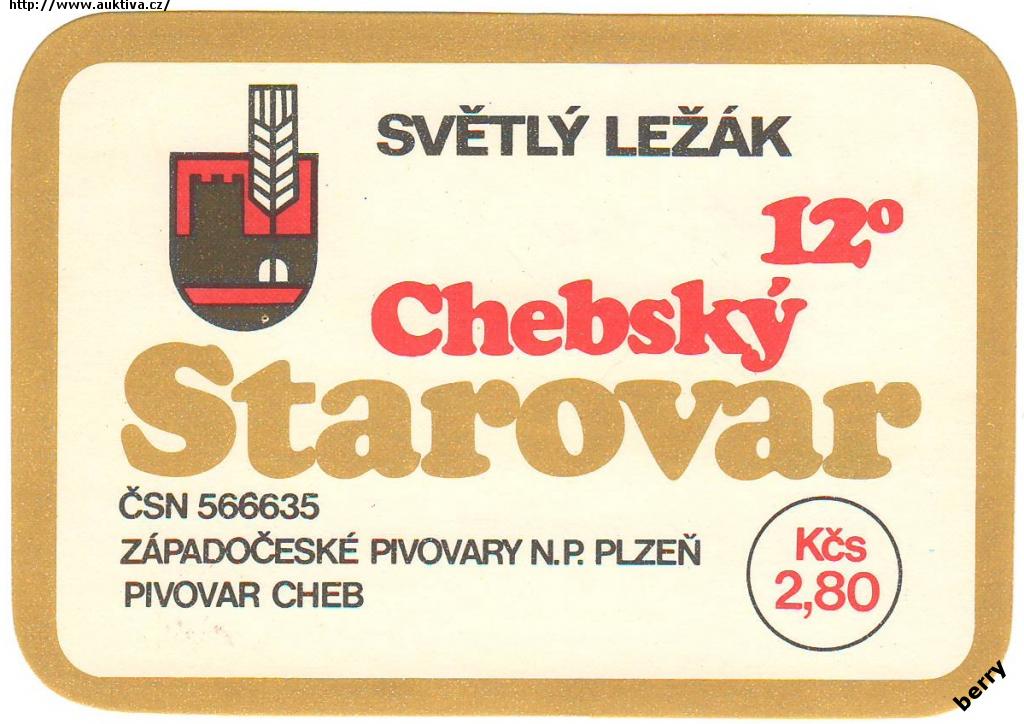 http://www.auktiva.cz/
SVĚTLÝ LEŽÁK
12º
Chebský
Starovar
ČSN 566635
ZÁPADOČESKÉ PIVOVARY N.P. PLZEŇ
PIVOVAR CHEB
Kčs
2,80
berry